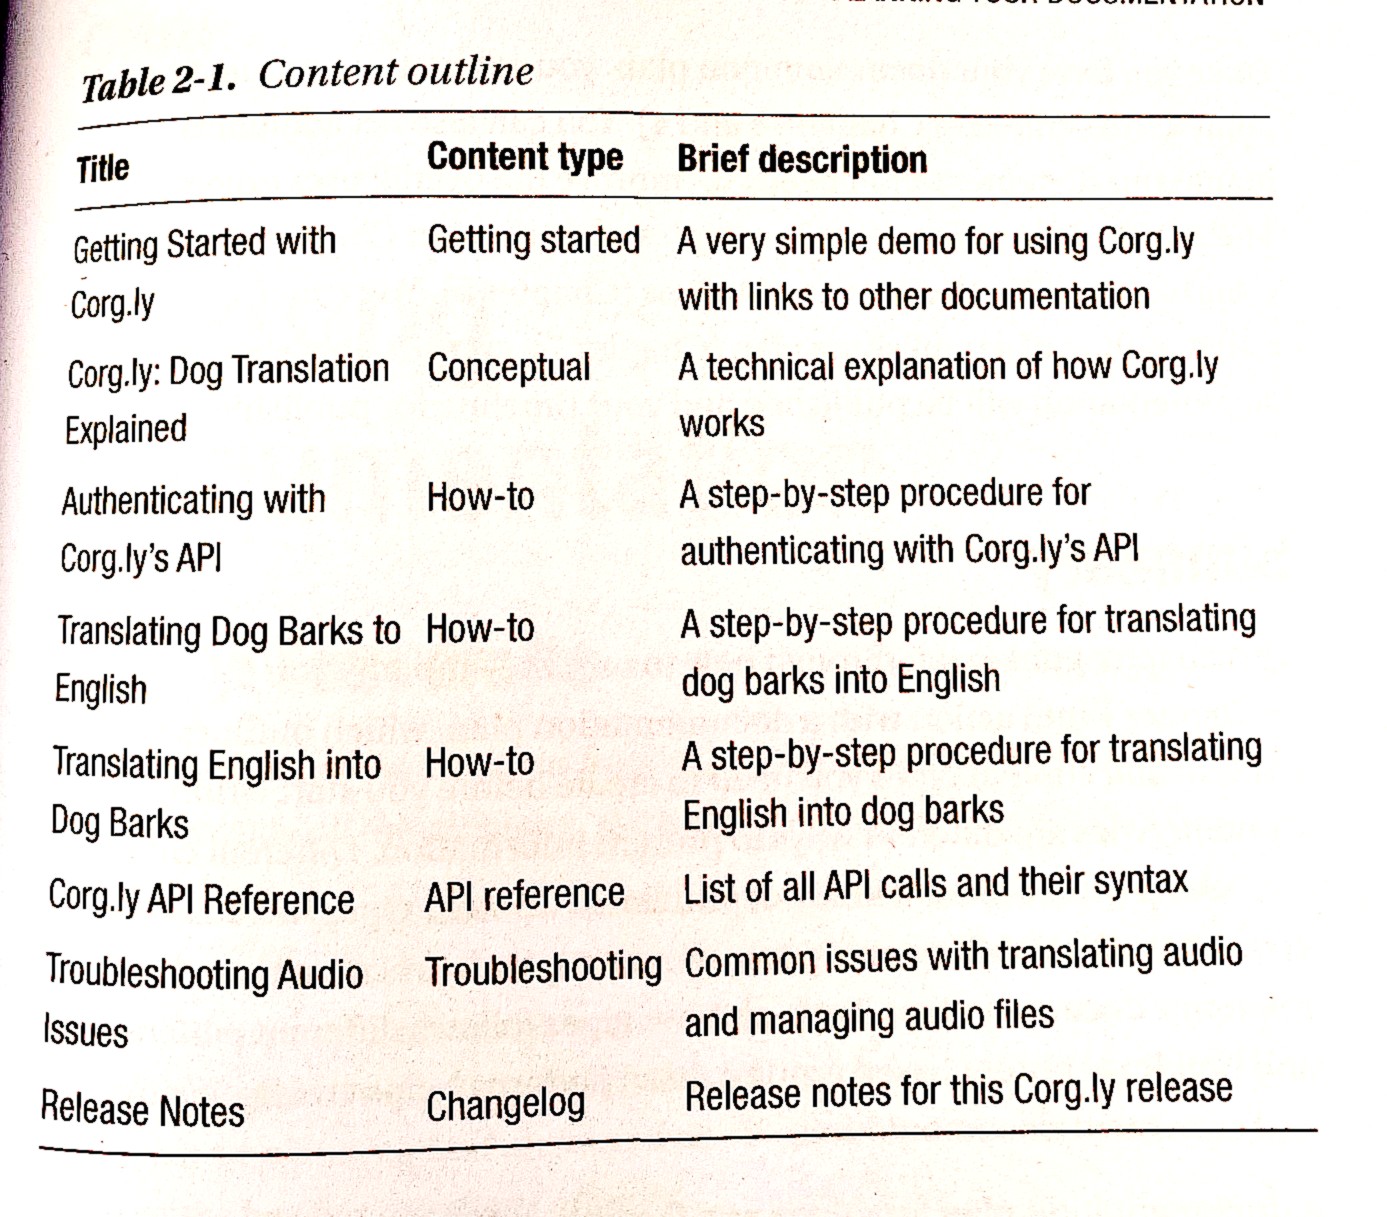 YOUR DOCUMENTATION
Table 2-1. Content outline
Title Content type Brief description
Getting Started with Getting started A very simple demo for using Corg.ly
Corg.ly with links to other documentation
Corg.ly: Dog Translation Conceptual A technical explanation of how Corg.ly
Explained works
Authenticating with How-to A step-by-step procedure for
Corg.ly's API authenticating with Corg.ly's API
Translating Dog Barks to How-to A step-by-step procedure for translating
English dog barks into English
Translating English into How-to A step-by-step procedure for translating
Dog Barks English into dog barks
Corg.ly API Reference API reference List of all API calls and their syntax
Troubleshooting Audio Troubleshooting Common issues with translating audio
Issues and managing audio files
Release Notes Changelog Release notes for this Corg.ly release